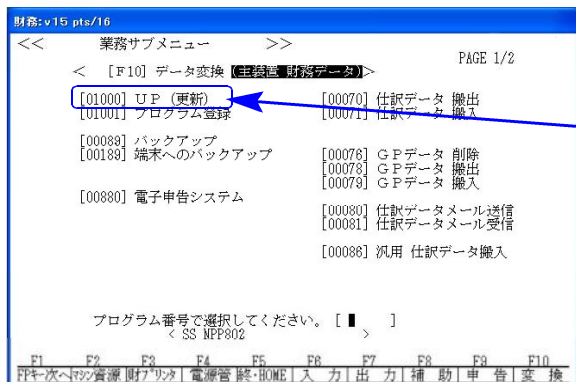 財務:v15 pts/16
<< 業務サブメニュー >>
PAGE 1/2
< [F10] データ変換 (主装置 財務データ)>
[01000] UP (更新) [00070] 仕訳データ 搬出
[01001] プログラム登録 [00071] 仕訳データ 搬入
[00089] バックアップ
[00189] 端末へのバックアップ [00076] GPデータ 削除
[00078] GPデータ 搬出
[00079] GPデータ 搬入
[00880] 電子申告システム
[00080] 仕訳データメール送信
[00081] 仕訳データメール受信
[00086] 汎用 仕訳データ搬入
プログラム番号で選択してください。 [ ]
< SS NPP802 >
F1 F2 F3 F4 F5 F6 F7 F8 F9 F10
FPキー次へ マシン資源 財プリンタ 電源管 終・HOME 入 力 出 力 補 助 申 告 変 換